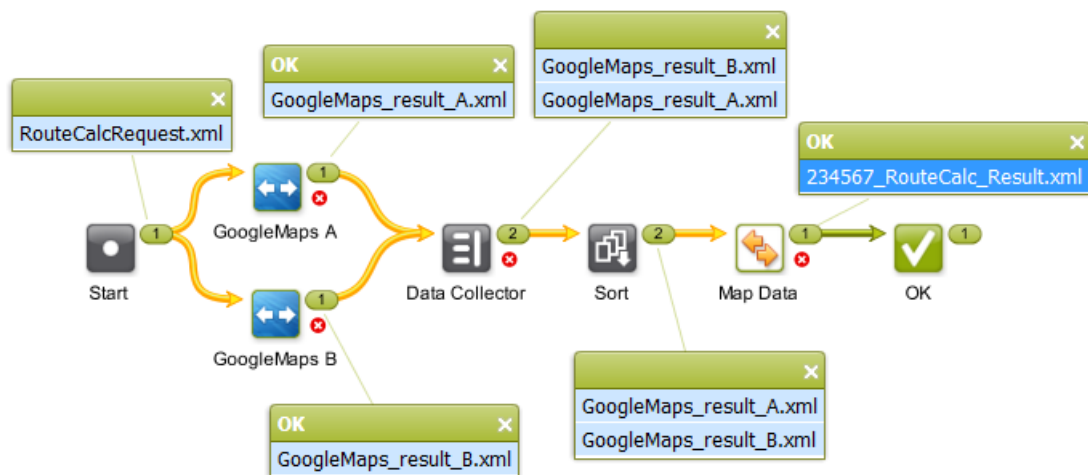 GoogleMaps_result_B.xml
GoogleMaps_result_A.xml
OK
GoogleMaps_result_A.xml
RouteCalcRequest.xml
OK
234567_RouteCalc_Result.xml
1
GoogleMaps A
1
Start
2
Data Collector
2
Sort
1
Map Data
1
OK
1
GoogleMaps B
GoogleMaps_result_A.xml
GoogleMaps_result_B.xml
OK
GoogleMaps_result_B.xml